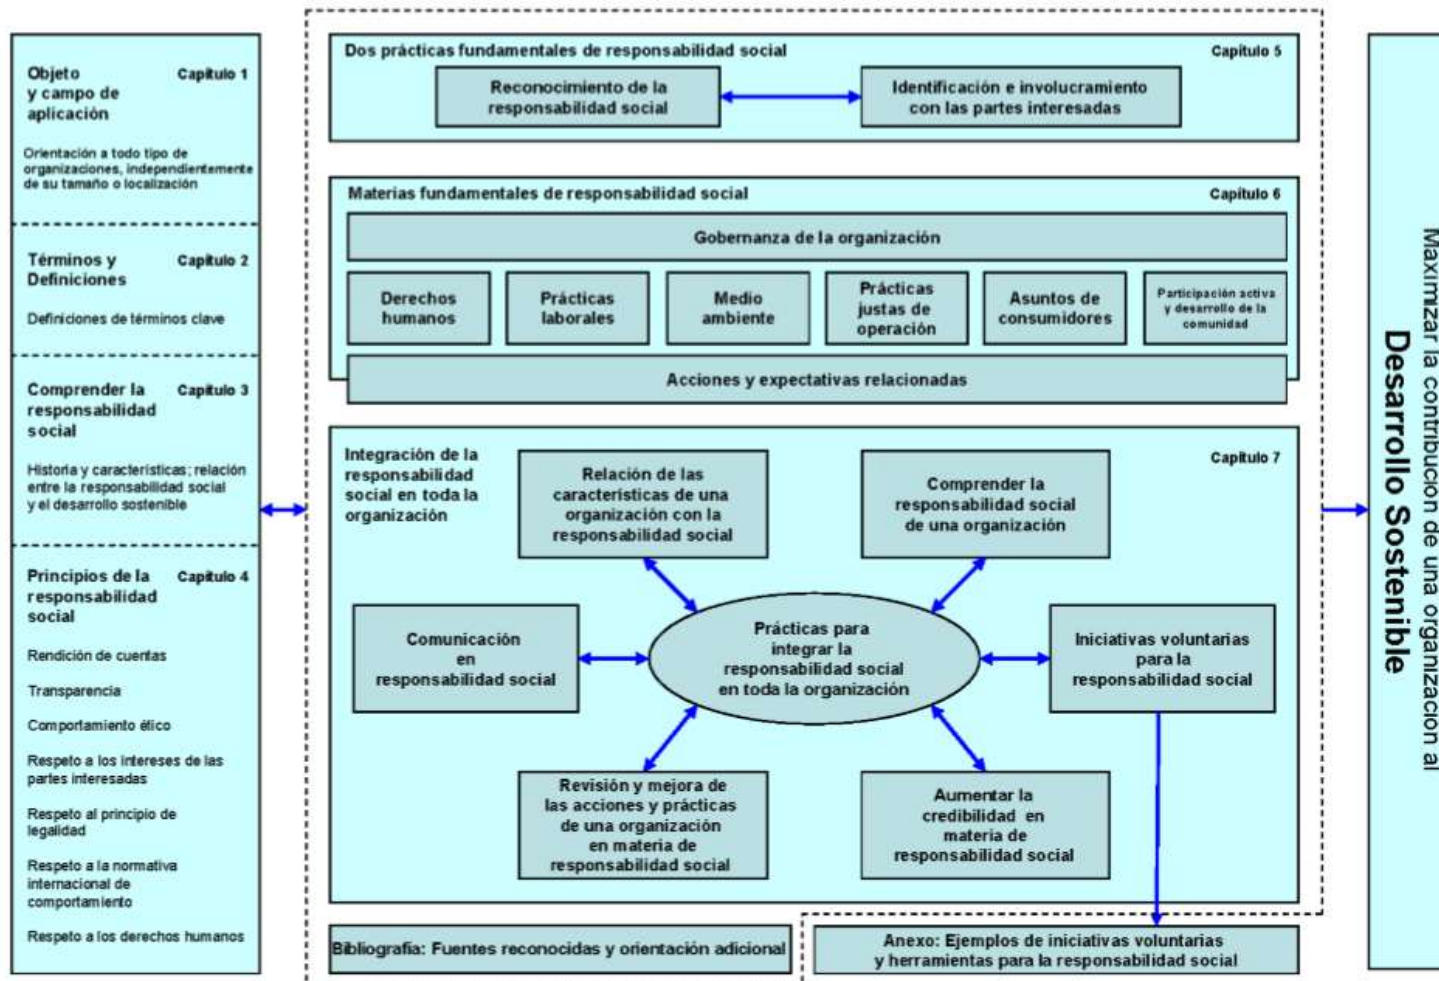 Objeto
y campo de
aplicación
Capítulo 1
Orientación a todo tipo de
organizaciones, independientemente
de su tamaño o localización
Términos y
Definiciones
Capítulo 2
Definiciones de términos clave
Comprender la
responsabilidad
social
Capítulo 3
Historia y características; relación
entre la responsabilidad social
y el desarrollo sostenible
Principios de la
responsabilidad
social
Capítulo 4
Rendición de cuentas
Transparencia
Comportamiento ético
Respeto a los intereses de las
partes interesadas
Respeto al principio de
legalidad
Respeto a la normativa
internacional de
comportamiento
Respeto a los derechos humanos
Dos prácticas fundamentales de responsabilidad social
Capítulo 5
Reconocimiento de la
responsabilidad social
Identificación e involucramiento
con las partes interesadas
Materias fundamentales de responsabilidad social
Capítulo 6
Gobernanza de la organización
Derechos
humanos
Prácticas
laborales
Medio
ambiente
Prácticas
justas de
operación
Asuntos de
consumidores
Participación activa
y desarrollo de la
comunidad
Acciones y expectativas relacionadas
Integración de la
responsabilidad
social en toda la
organización
Capítulo 7
Relación de las
características de una
organización con la
responsabilidad social
Comprender la
responsabilidad social
de una organización
Comunicación
en
responsabilidad social
Prácticas para
integrar la
responsabilidad social
en toda la organización
Iniciativas voluntarias
para la
responsabilidad social
Revisión y mejora de
las acciones y prácticas
de una organización
en materia de
responsabilidad social
Aumentar la
credibilidad en
materia de
responsabilidad social
Bibliografía: Fuentes reconocidas y orientación adicional
Anexo: Ejemplos de iniciativas voluntarias
y herramientas para la responsabilidad social
Maximizar la contribución de una organización al
Desarrollo Sostenible